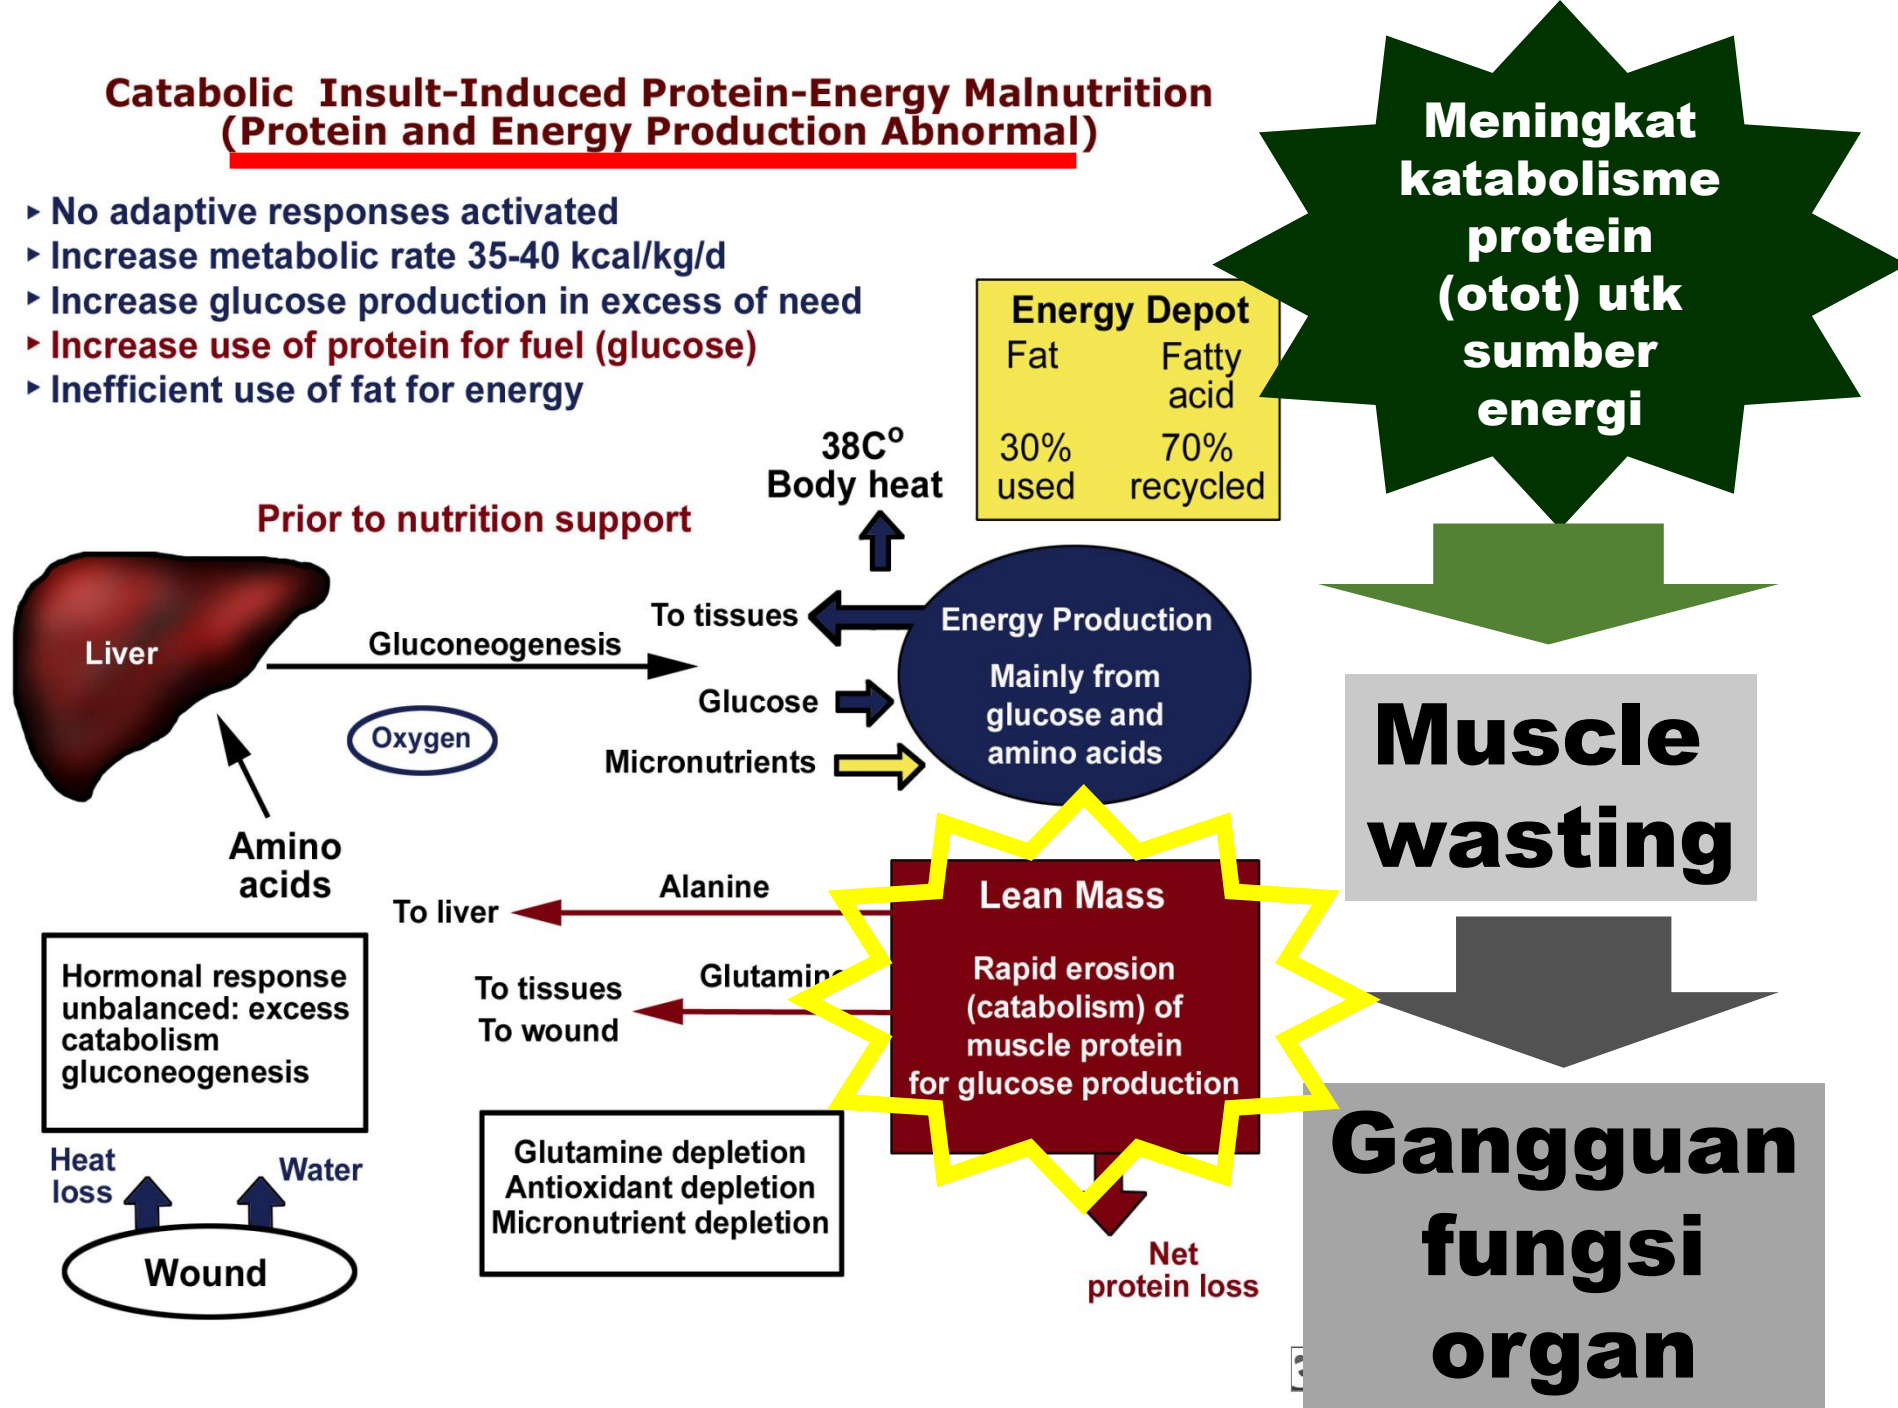 Catabolic Insult-Induced Protein-Energy Malnutrition
(Protein and Energy Production Abnormal)
▸ No adaptive responses activated
▸ Increase metabolic rate 35-40 kcal/kg/d
▸ Increase glucose production in excess of need
▸ Increase use of protein for fuel (glucose)
▸ Inefficient use of fat for energy
Energy Depot
Fat
Fatty
acid
30%
used
70%
recycled
38Cº
Body heat
Prior to nutrition support
Liver
Gluconeogenesis
Oxygen
To tissues
Glucose
Micronutrients
Energy Production
Mainly from
glucose and
amino acids
Amino
acids
Alanine
To liver
Glutamine
To tissues
To wound
Lean Mass
Rapid erosion
(catabolism) of
muscle protein
for glucose production
Hormonal response
unbalanced: excess
catabolism
gluconeogenesis
Heat
loss
Water
Wound
Glutamine depletion
Antioxidant depletion
Micronutrient depletion
Net
protein loss
Meningkat
katabolisme
protein
(otot) utk
sumber
energi
Muscle
wasting
Gangguan
fungsi
organ